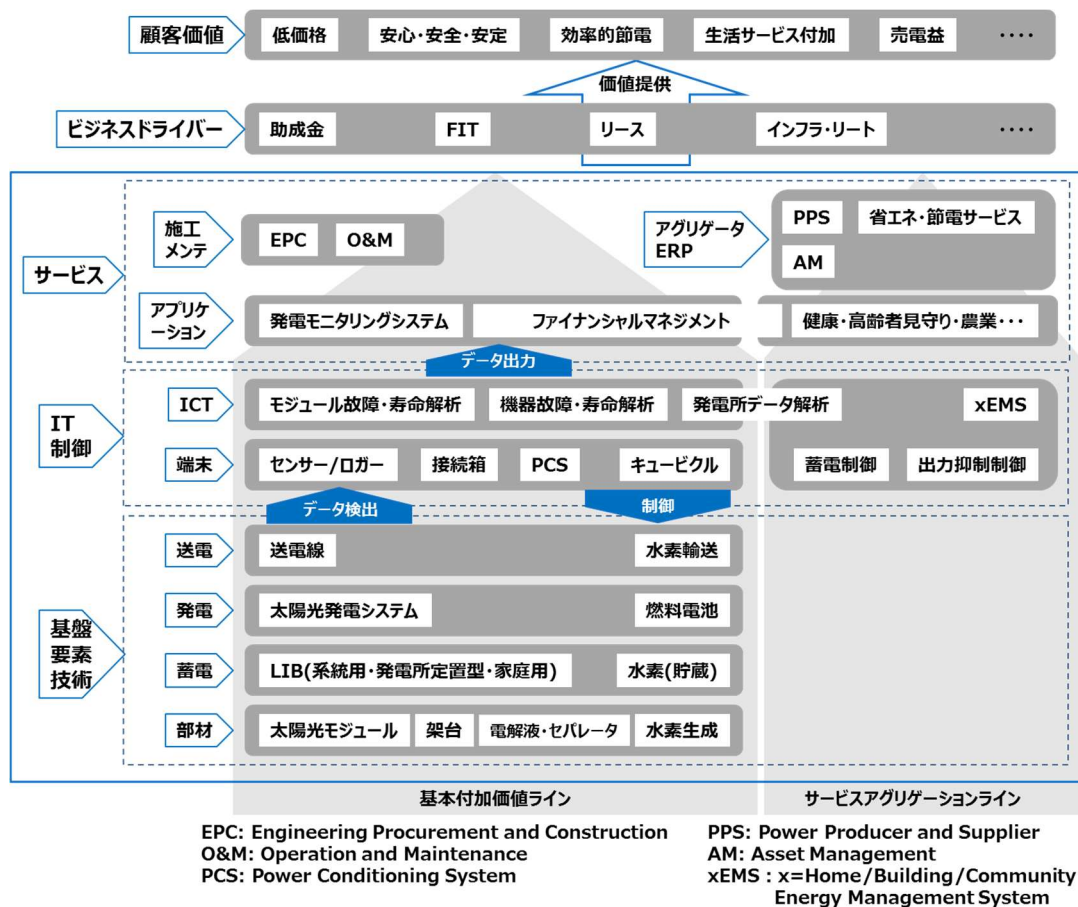 顧客価値
低価格
安心・安全・安定
効率的節電
生活サービス付加
売電益
・・・・
価値提供
ビジネスドライバー
助成金
FIT
リース
インフラ・リート
・・・・
サービス
施工
メンテ
EPC
O&M
アグリゲータ
ERP
PPS
省エネ・節電サービス
AM
アプリケ
ーション
発電モニタリングシステム
ファイナンシャルマネジメント
健康・高齢者見守り・農業・・・
データ出力
IT
制御
ICT
モジュール故障・寿命解析
機器故障・寿命解析
発電所データ解析
xEMS
端末
センサー/ロガー
接続箱
PCS
キュービクル
蓄電制御
出力抑制制御
データ検出
制御
基盤
要素
技術
送電
送電線
水素輸送
発電
太陽光発電システム
燃料電池
蓄電
LIB(系統用・発電所定置型・家庭用)
水素(貯蔵)
部材
太陽光モジュール
架台
電解液・セパレータ
水素生成
基本付加価値ライン
サービスアグリゲーションライン
EPC: Engineering Procurement and Construction
O&M: Operation and Maintenance
PCS: Power Conditioning System
PPS: Power Producer and Supplier
AM: Asset Management
xEMS : x=Home/Building/Community
Energy Management System